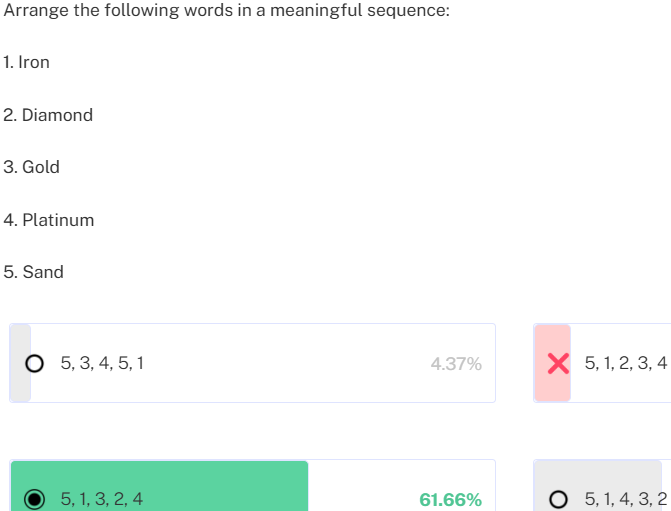 Arrange the following words in a meaningful sequence:
1. Iron
2. Diamond
3. Gold
4. Platinum
5. Sand
5, 3, 4, 5, 1 4.37% 5, 1, 2, 3, 4
5, 1, 3, 2, 4 61.66% 5, 1, 4, 3, 2